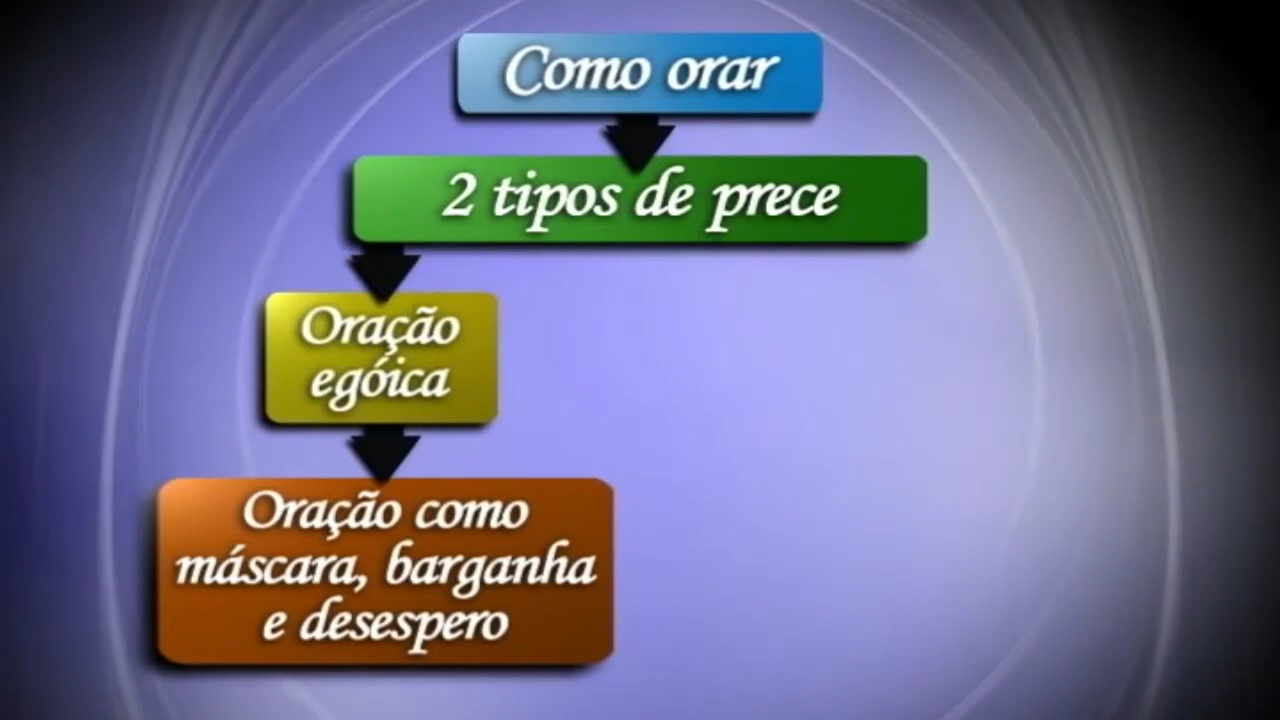 Como orar
2 tipos de prece
Oração
egóica
Oração como
máscara, barganha
e desespero